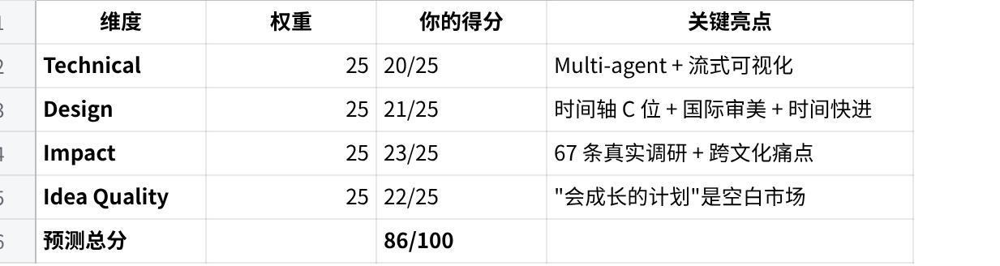 维度 权重 你的得分 关键亮点
Technical 25 20/25 Multi-agent + 流式可视化
Design 25 21/25 时间轴 C 位 + 国际审美 + 时间快进
Impact 25 23/25 67 条真实调研 + 跨文化痛点
Idea Quality 25 22/25 "会成长的计划"是空白市场
预测总分 86/100